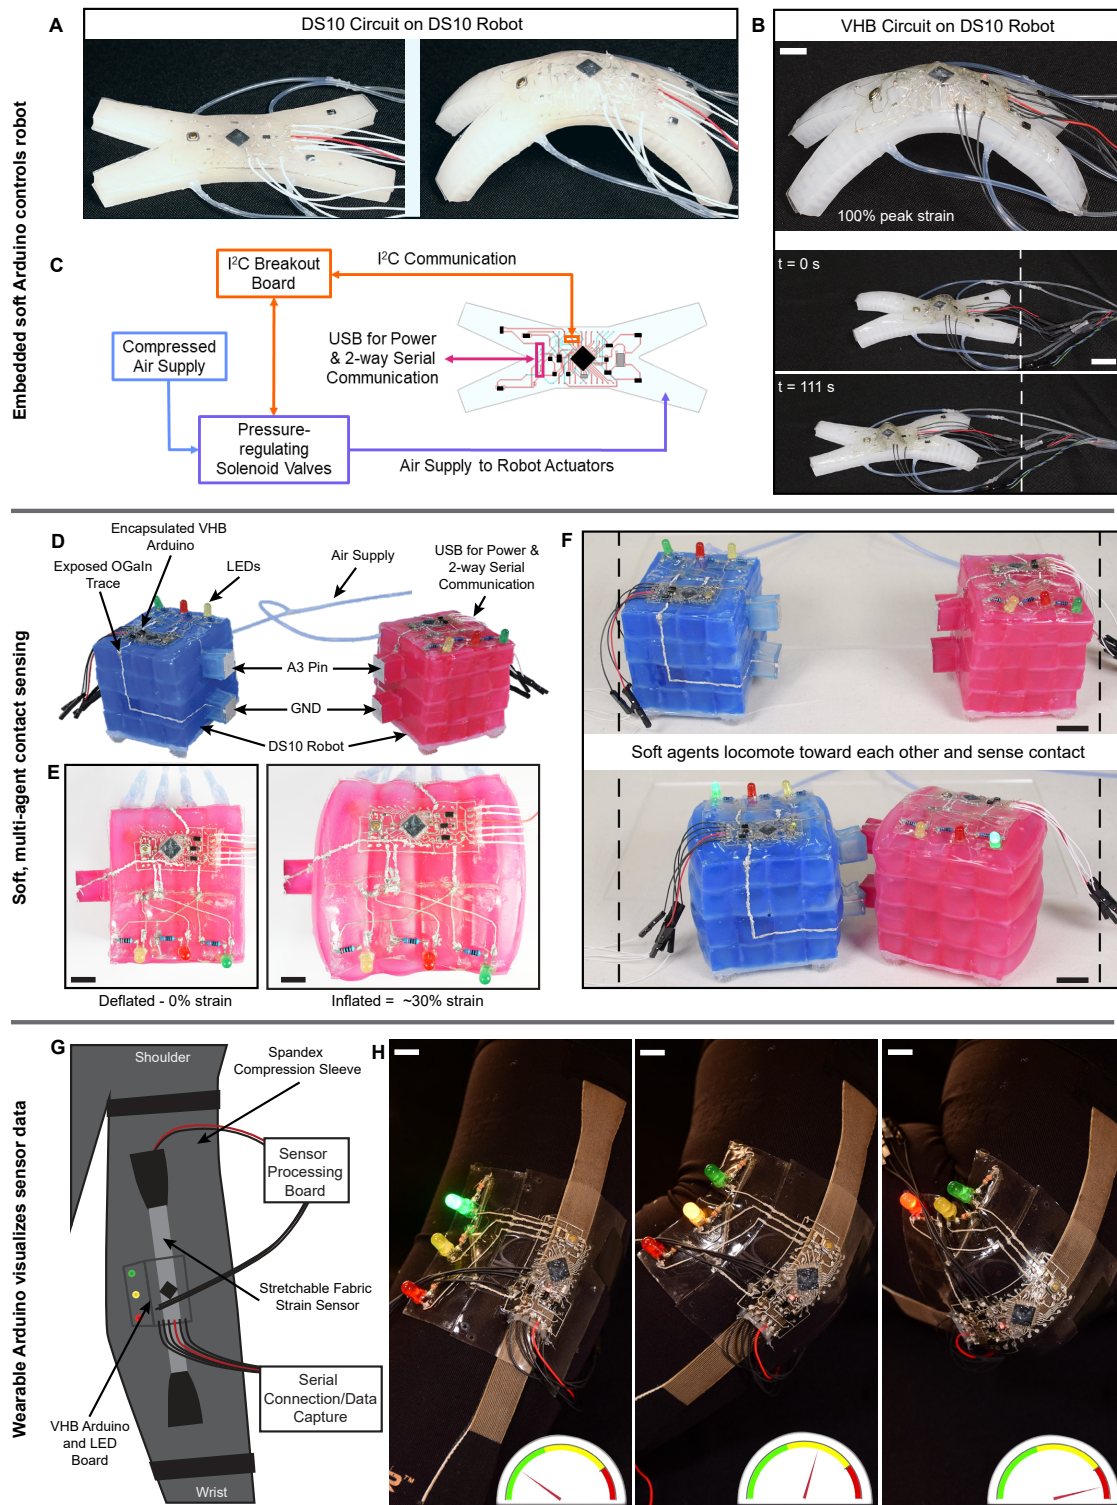 Embedded soft Arduino controls robot
A
DS10 Circuit on DS10 Robot
B
VHB Circuit on DS10 Robot
100% peak strain
t = 0 s
t = 111 s
C
I²C Breakout
Board
I²C Communication
Compressed
Air Supply
USB for Power
& 2-way Serial
Communication
Pressure-
regulating
Solenoid Valves
Air Supply to Robot Actuators
Soft, multi-agent contact sensing
D
Encapsulated VHB
Arduino
Exposed OGaIn
Trace
LEDs
Air Supply
USB for Power &
2-way Serial
Communication
A3 Pin
GND
DS10 Robot
E
Deflated - 0% strain
Inflated = ~30% strain
F
Soft agents locomote toward each other and sense contact
Wearable Arduino visualizes sensor data
G
Shoulder
Spandex
Compression Sleeve
Sensor
Processing
Board
Stretchable Fabric
Strain Sensor
Serial
Connection/Data
Capture
VHB Arduino
and LED
Board
Wrist
H